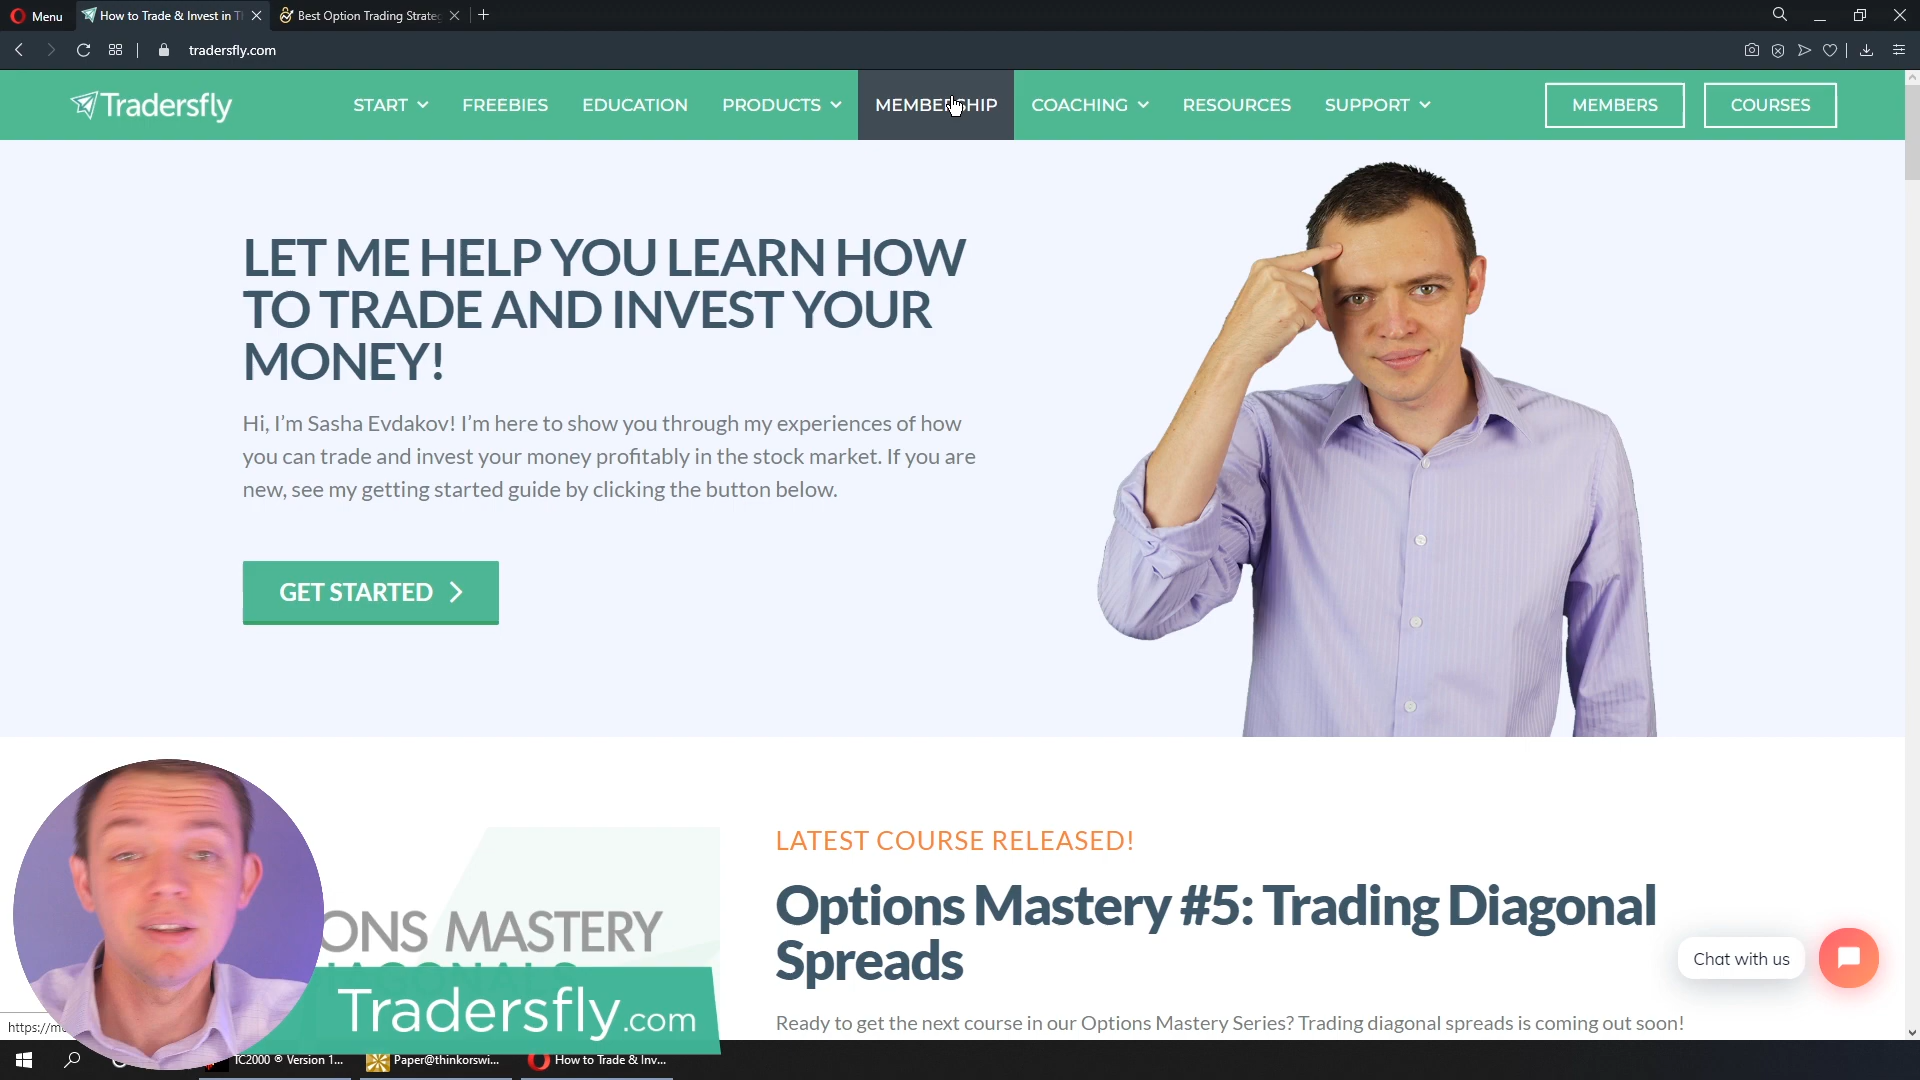 Menu
How to Trade & Invest in T
Best Option Trading Strate
tradersfly.com
Tradersfly
START
FREEBIES
EDUCATION
PRODUCTS
MEMBERSHIP
COACHING
RESOURCES
SUPPORT
MEMBERS
COURSES
LET ME HELP YOU LEARN HOW
TO TRADE AND INVEST YOUR
MONEY!
Hi, I'm Sasha Evdakov! I'm here to show you through my experiences of how
you can trade and invest your money profitably in the stock market. If you are
new, see my getting started guide by clicking the button below.
GET STARTED
LATEST COURSE RELEASED!
Options Mastery #5: Trading Diagonal
Spreads
Ready to get the next course in our Options Mastery Series? Trading diagonal spreads is coming out soon!
ONS MASTERY
Tradersfly.com
Chat with us
https://me
TC2000 ® Version 1...
Paper@thinkorswi...
How to Trade & Inv...